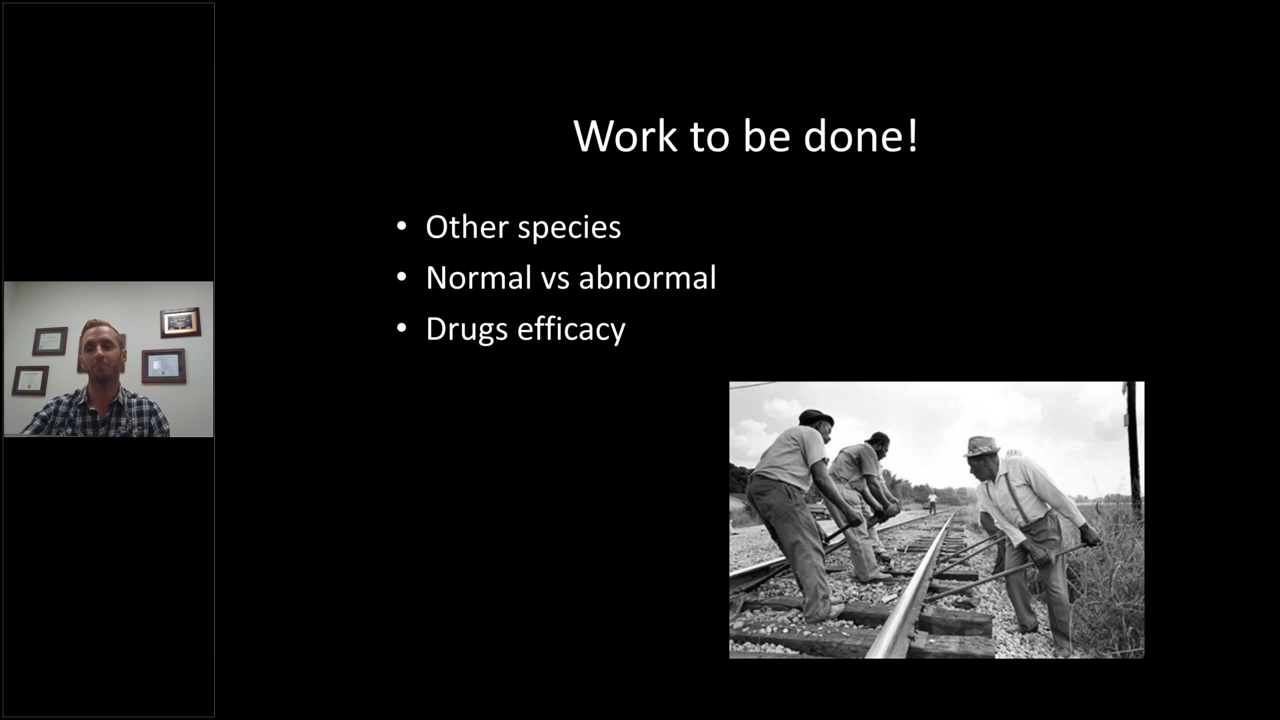 Work to be done!
• Other species
• Normal vs abnormal
• Drugs efficacy